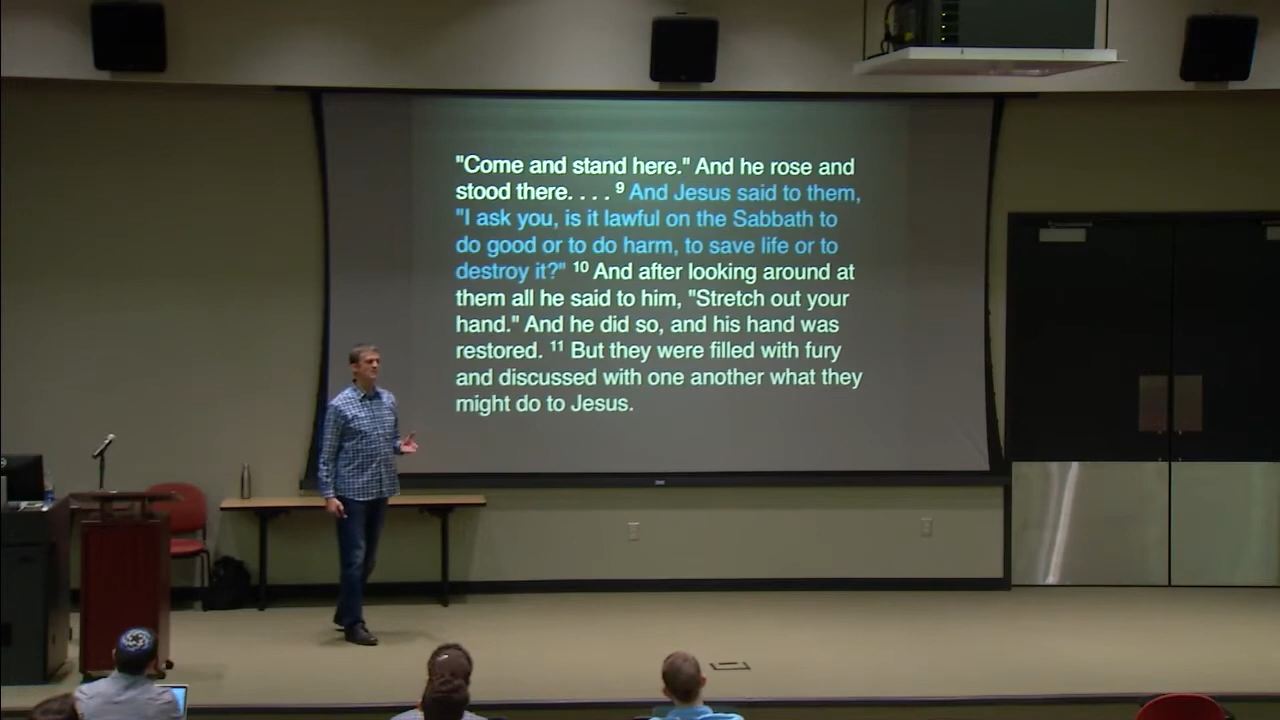 "Come and stand here." And he rose and
stood there. . . . 9 And Jesus said to them,
"I ask you, is it lawful on the Sabbath to
do good or to do harm, to save life or to
destroy it?" 10 And after looking around at
them all he said to him, "Stretch out your
hand." And he did so, and his hand was
restored. 11 But they were filled with fury
and discussed with one another what they
might do to Jesus.